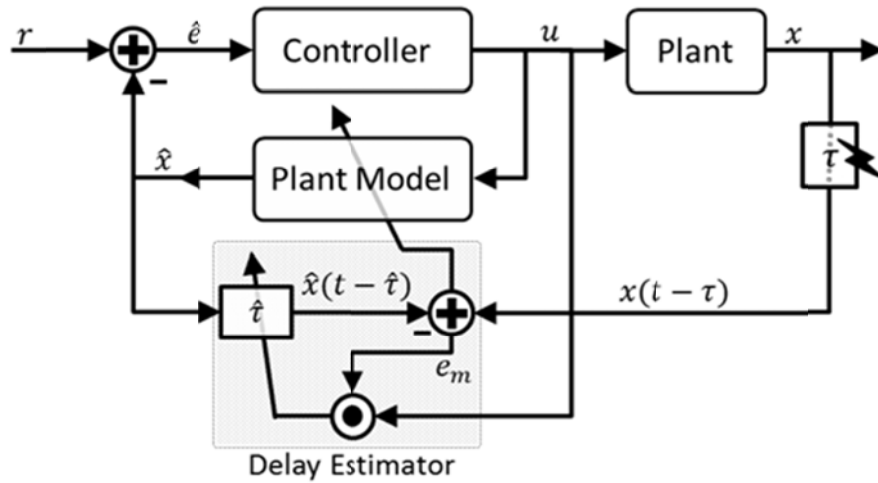 r
ê
Controller
u
Plant
x
x̂
Plant Model
τ
τ̂
x̂(t − τ̂)
x(t − τ)
e_m
Delay Estimator